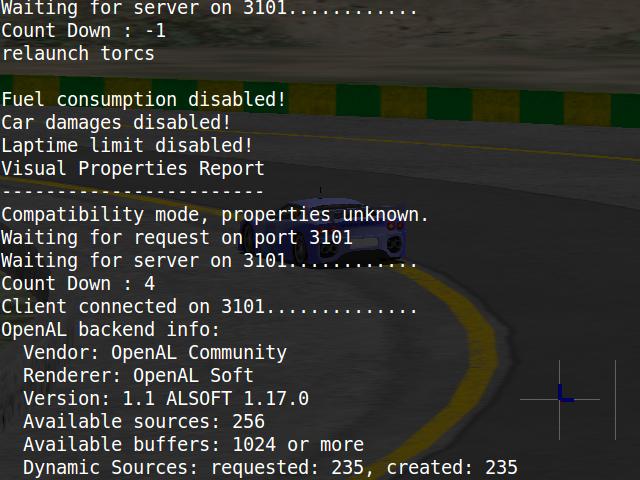 Waiting for server on 3101............
Count Down : -1
relaunch torcs
Fuel consumption disabled!
Car damages disabled!
Laptime limit disabled!
Visual Properties Report
------------------------
Compatibility mode, properties unknown.
Waiting for request on port 3101
Waiting for server on 3101............
Count Down : 4
Client connected on 3101..............
OpenAL backend info:
  Vendor: OpenAL Community
  Renderer: OpenAL Soft
  Version: 1.1 ALSOFT 1.17.0
  Available sources: 256
  Available buffers: 1024 or more
  Dynamic Sources: requested: 235, created: 235